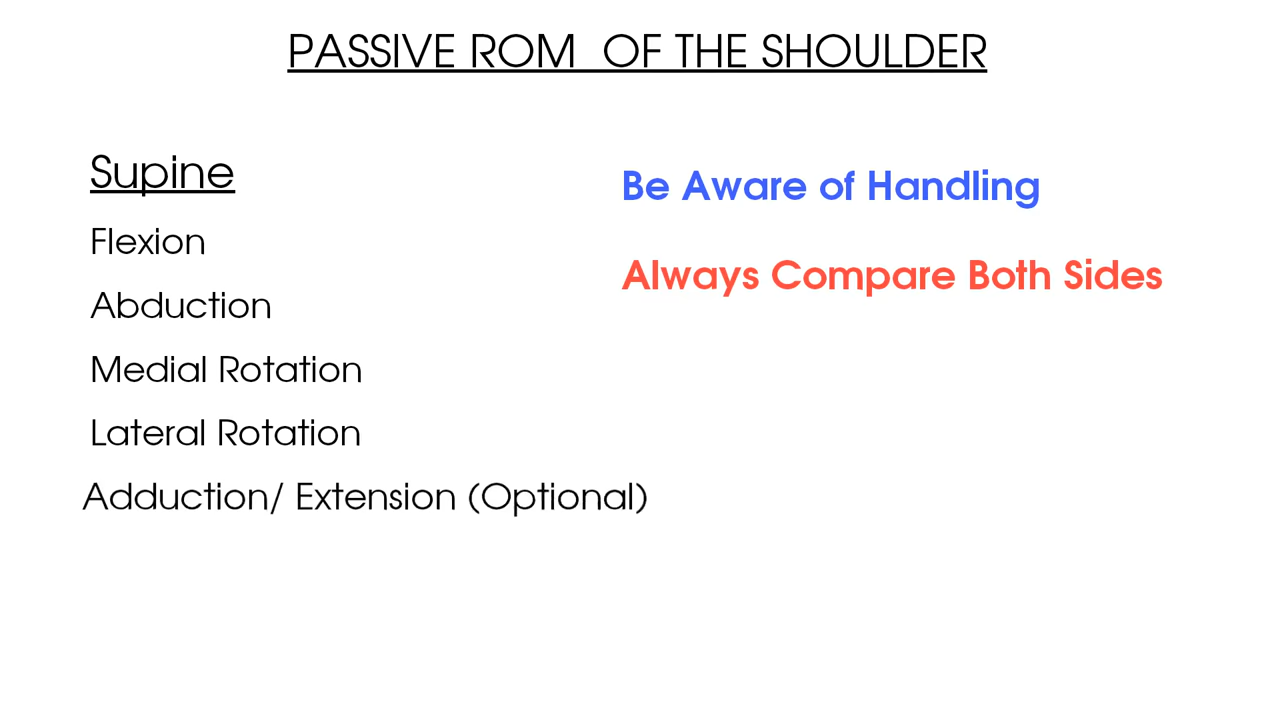 PASSIVE ROM  OF THE SHOULDER
Supine
Flexion
Abduction
Medial Rotation
Lateral Rotation
Adduction/ Extension (Optional)
Be Aware of Handling
Always Compare Both Sides